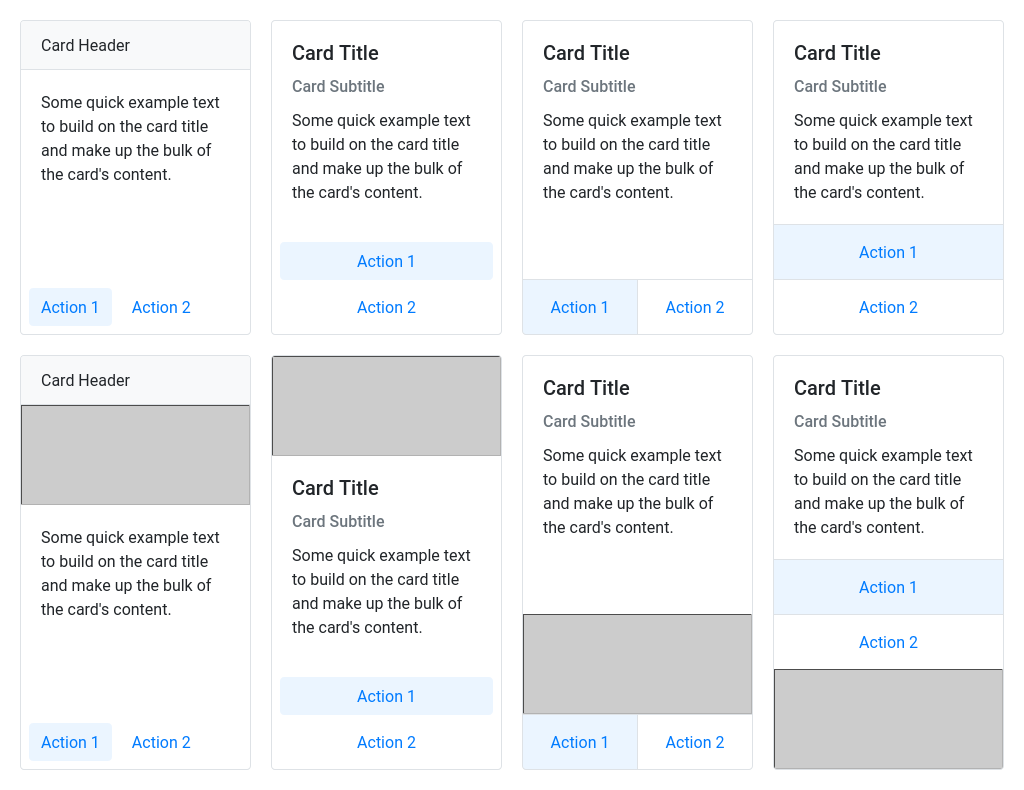 Card Header
Some quick example text
to build on the card title
and make up the bulk of
the card's content.
Action 1
Action 2
Card Title
Card Subtitle
Some quick example text
to build on the card title
and make up the bulk of
the card's content.
Action 1
Action 2
Card Title
Card Subtitle
Some quick example text
to build on the card title
and make up the bulk of
the card's content.
Action 1
Action 2
Card Title
Card Subtitle
Some quick example text
to build on the card title
and make up the bulk of
the card's content.
Action 1
Action 2
Card Header
Some quick example text
to build on the card title
and make up the bulk of
the card's content.
Action 1
Action 2
Card Title
Card Subtitle
Some quick example text
to build on the card title
and make up the bulk of
the card's content.
Action 1
Action 2
Card Title
Card Subtitle
Some quick example text
to build on the card title
and make up the bulk of
the card's content.
Action 1
Action 2
Card Title
Card Subtitle
Some quick example text
to build on the card title
and make up the bulk of
the card's content.
Action 1
Action 2